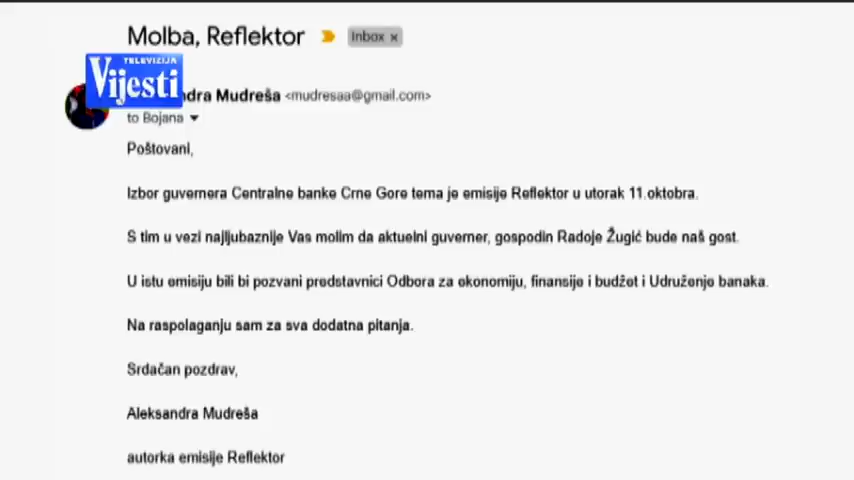 Molba, Reflektor
Inbox x
TELEVIZIJA
Vijesti
ndra Mudreša <mudresaa@gmail.com>
to Bojana
Poštovani,
Izbor guvernera Centralne banke Crne Gore tema je emisije Reflektor u utorak 11.oktobra.
S tim u vezi najljubaznije Vas molim da aktuelni guverner, gospodin Radoje Žugić bude naš gost.
U istu emisiju bili bi pozvani predstavnici Odbora za ekonomiju, finansije i budžet i Udruženje banaka.
Na raspolaganju sam za sva dodatna pitanja.
Srdačan pozdrav,
Aleksandra Mudreša
autorka emisije Reflektor